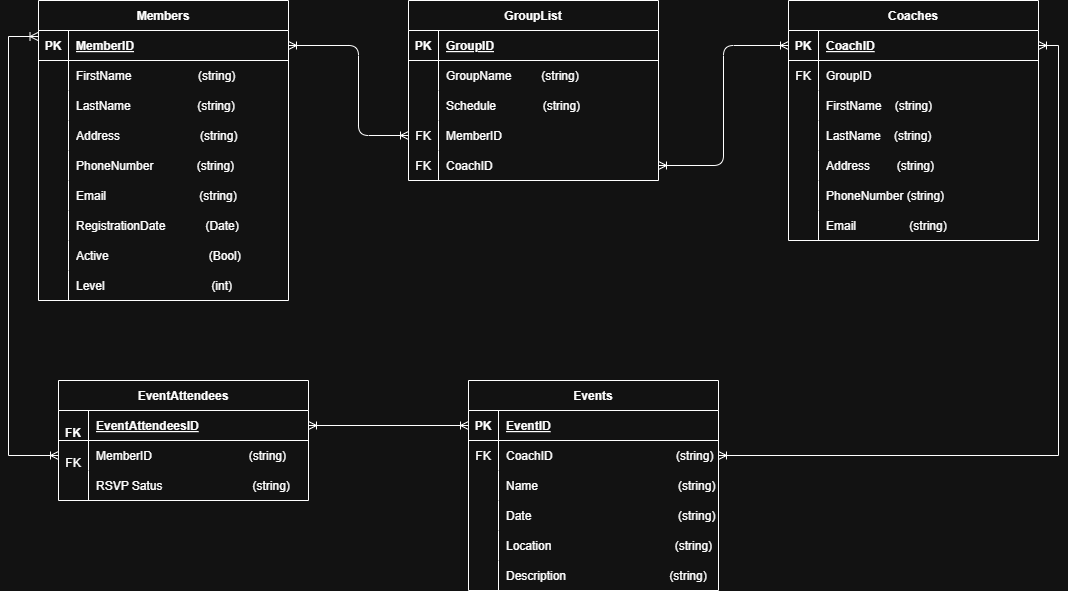 Members
PK MemberID
FirstName (string)
LastName (string)
Address (string)
PhoneNumber (string)
Email (string)
RegistrationDate (Date)
Active (Bool)
Level (int)
GroupList
PK GroupID
GroupName (string)
Schedule (string)
FK MemberID
FK CoachID
Coaches
PK CoachID
FK GroupID
FirstName (string)
LastName (string)
Address (string)
PhoneNumber (string)
Email (string)
EventAttendees
FK EventAttendeesID
FK MemberID (string)
RSVP Satus (string)
Events
PK EventID
FK CoachID (string)
Name (string)
Date (string)
Location (string)
Description (string)